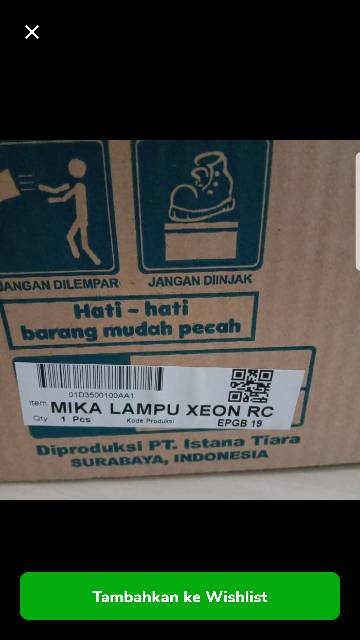 JANGAN DILEMPAR
JANGAN DIINJAK
Hati - hati
barang mudah pecah
01D3500100AA1
Item MIKA LAMPU XEON RC
Qty 1 Pcs Kode Produksi EPGB 19
Diproduksi PT. Istana Tiara
SURABAYA, INDONESIA
Tambahkan ke Wishlist